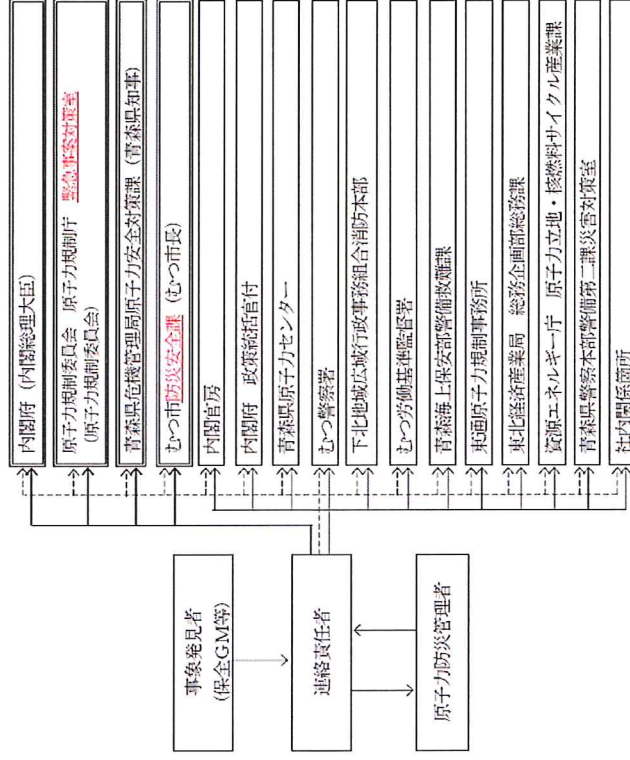 事象発見者
(保全GM等)
連絡責任者
原子力防災管理者
内閣府 (内閣総理大臣)
原子力規制委員会 原子力規制庁 緊急事案対策室
(原子力規制委員会)
青森県危機管理局原子力安全対策課 (青森県知事)
むつ市防災安全課 (むつ市長)
内閣官房
内閣府 政策統括官付
青森県原子力センター
むつ警察署
下北地域広域行政事務組合消防本部
むつ労働基準監督署
青森海上保安部警備救難課
東通原子力規制事務所
東北経済産業局 総務企画部総務課
資源エネルギー庁 原子力立地・核燃料サイクル産業課
青森県警察本部警備第二課災害対策室
社内関係箇所